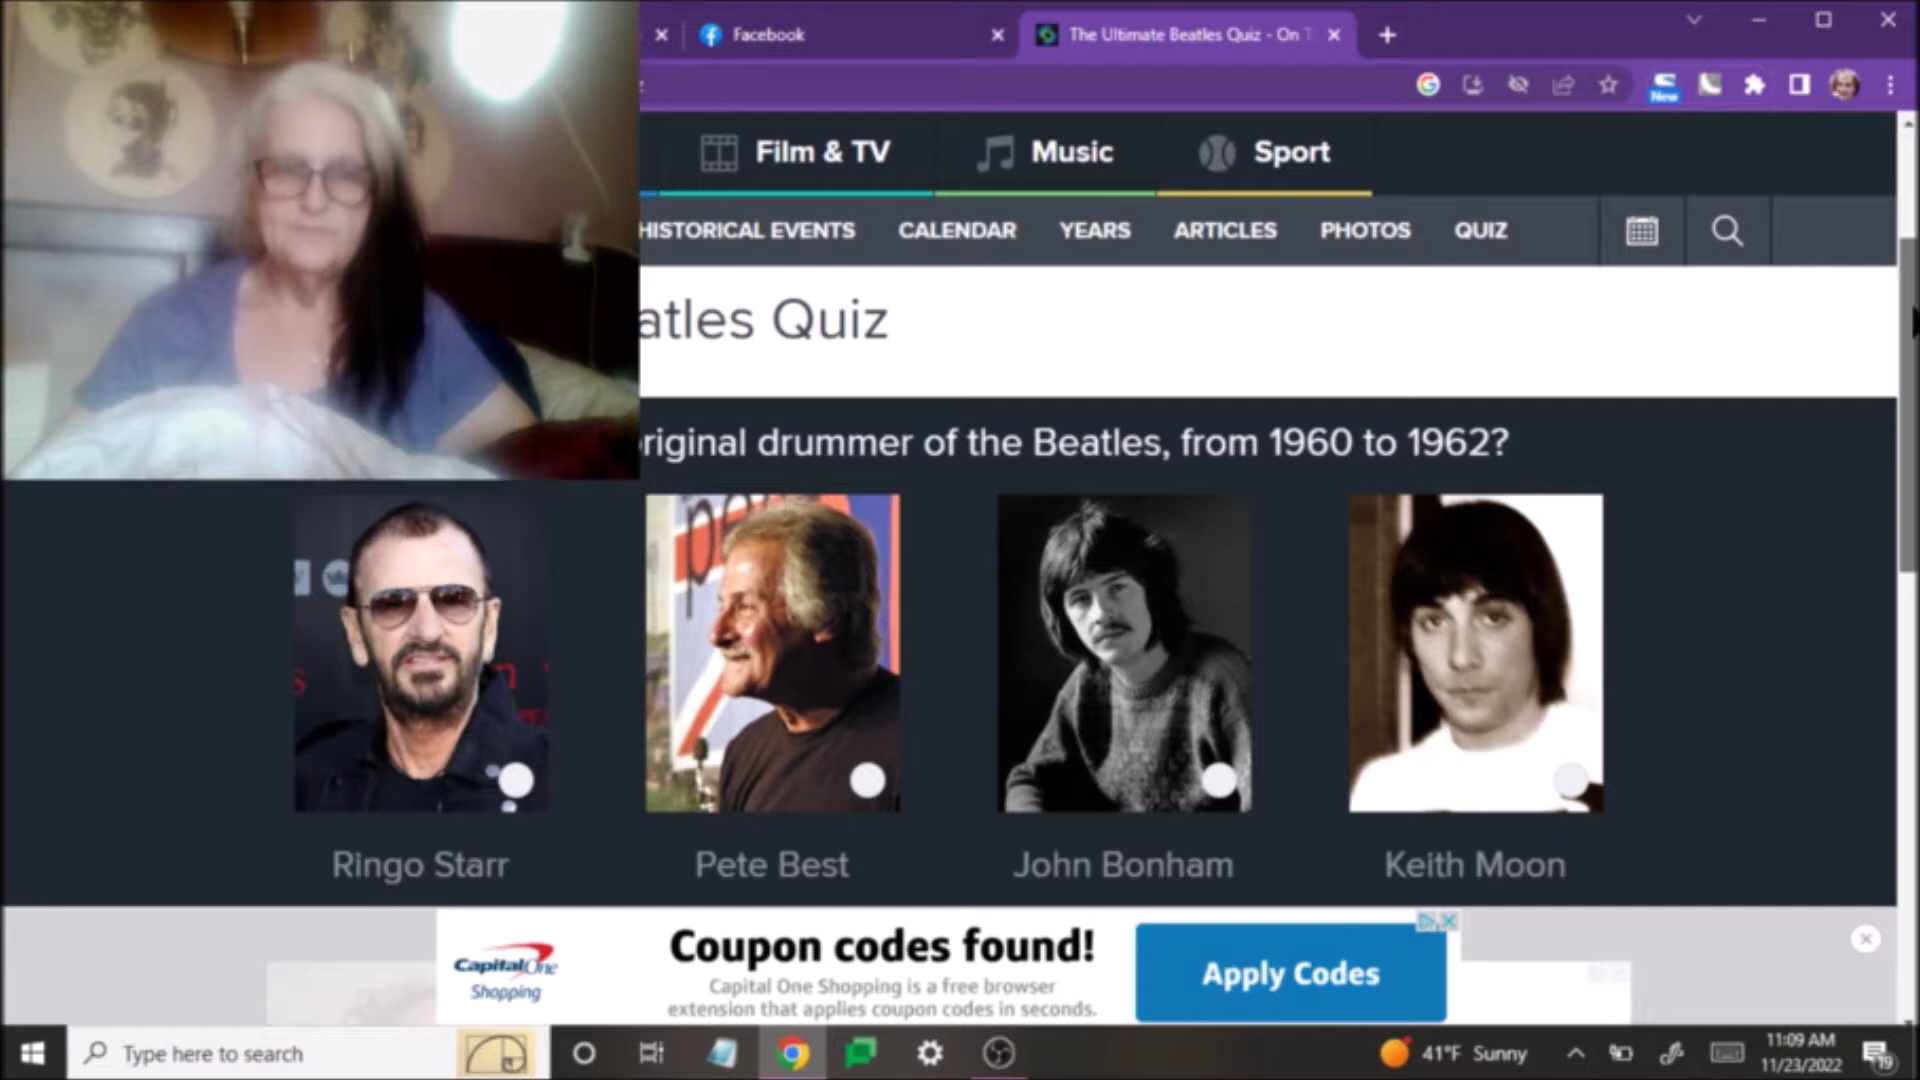 Facebook
The Ultimate Beatles Quiz - On T
New
Film & TV
Music
Sport
HISTORICAL EVENTS
CALENDAR
YEARS
ARTICLES
PHOTOS
QUIZ
atles Quiz
riginal drummer of the Beatles, from 1960 to 1962?
Ringo Starr
Pete Best
John Bonham
Keith Moon
Capital One
Shopping
Coupon codes found!
Capital One Shopping is a free browser
extension that applies coupon codes in seconds.
Apply Codes
Type here to search
41°F Sunny
11:09 AM
11/23/2022
19